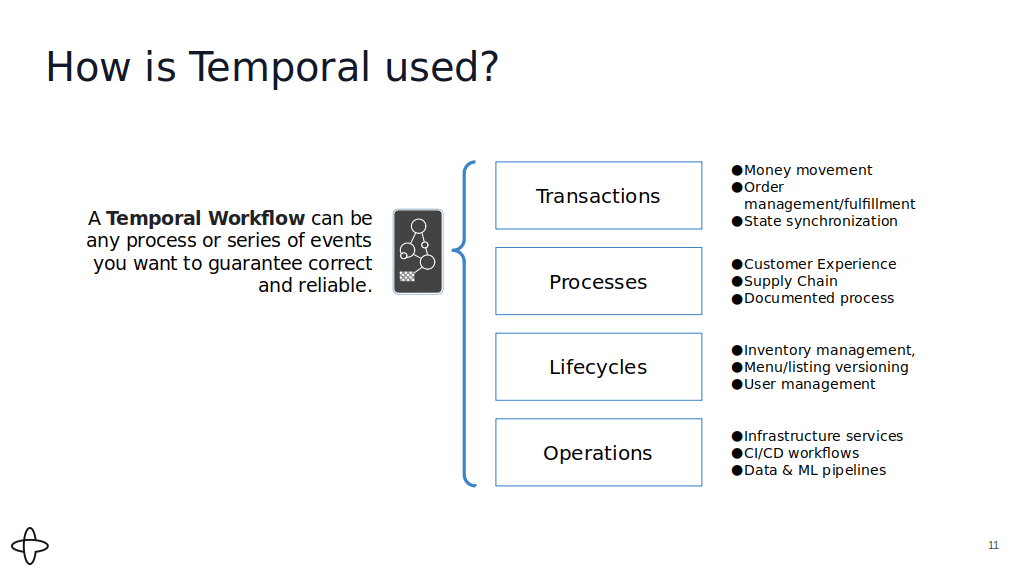 How is Temporal used?
A Temporal Workflow can be
any process or series of events
you want to guarantee correct
and reliable.
Transactions
●Money movement
●Order
management/fulfillment
●State synchronization
Processes
●Customer Experience
●Supply Chain
●Documented process
Lifecycles
●Inventory management,
●Menu/listing versioning
●User management
Operations
●Infrastructure services
●CI/CD workflows
●Data & ML pipelines
11